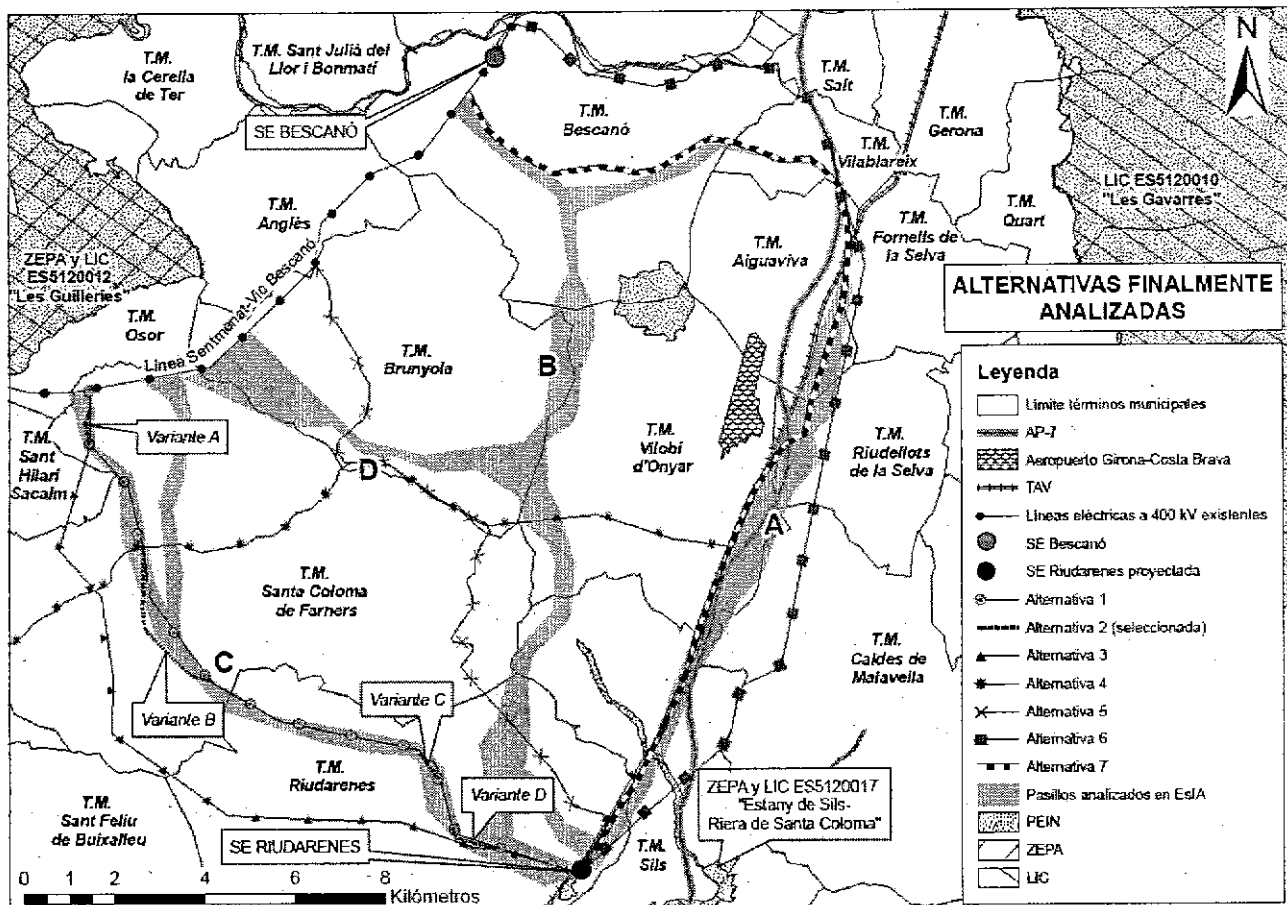 T.M.
la Cerella
de Ter
T.M. Sant Julià del
Llor i Bonmatí
SE BESCANÓ
T.M.
Bescanó
T.M.
Salt
T.M.
Gerona
T.M.
Vilablareix
T.M.
Quart
LIC ES5120010
"Les Gavarres"
N
T.M.
Anglès
ZEPA y LIC
ES5120012
"Les Guilleries"
T.M.
Osor
Línea Sentmenat-Vic Bescanó
T.M.
Aiguaviva
T.M.
Fornells de
la Selva
T.M.
Brunyola
B
Variante A
T.M.
Sant
Hilari
Sacalm
D
T.M.
Vilobí
d'Onyar
T.M.
Riudellots
de la Selva
A
T.M.
Santa Coloma
de Farners
T.M.
Caldes de
Malavella
C
Variante B
Variante C
T.M.
Riudarenes
Variante D
T.M.
Sant Feliu
de Buixalleu
SE RIUDARENES
T.M.
Sils
ZEPA y LIC ES5120017
"Estany de Sils-
Riera de Santa Coloma"
0 2 4 6 8
Kilómetros
ALTERNATIVAS FINALMENTE
ANALIZADAS
Leyenda
Límite términos municipales
AP-7
Aeropuerto Girona-Costa Brava
TAV
Líneas eléctricas a 400 kV existentes
SE Bescanó
SE Riudarenes proyectada
Alternativa 1
Alternativa 2 (seleccionada)
Alternativa 3
Alternativa 4
Alternativa 5
Alternativa 6
Alternativa 7
Pasillos analizados en EsIA
PEIN
ZEPA
LIC